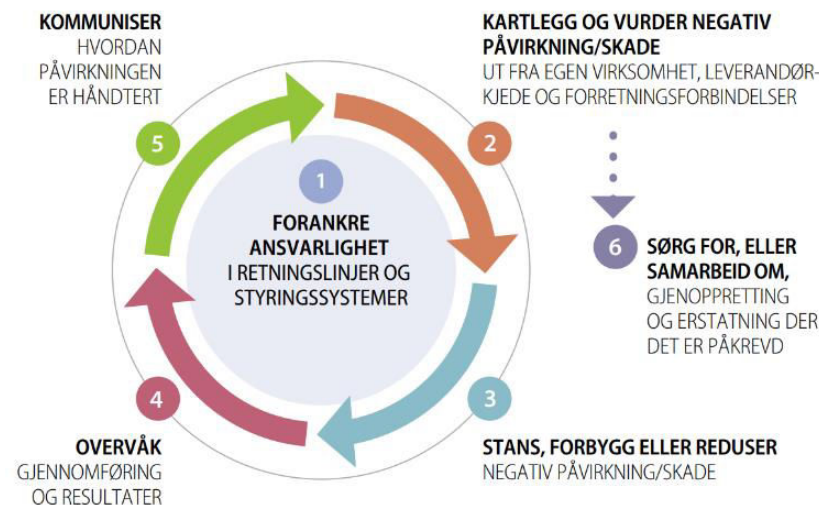 1
FORANKRE
ANSVARLIGHET
I RETNINGSLINJER OG
STYRINGSSYSTEMER
2
KARTLEGG OG VURDER NEGATIV
PÅVIRKNING/SKADE
UT FRA EGEN VIRKSOMHET, LEVERANDØR-
KJEDE OG FORRETNINGSFORBINDELSER
3
STANS, FORBYGG ELLER REDUSER
NEGATIV PÅVIRKNING/SKADE
4
OVERVÅK
GJENNOMFØRING
OG RESULTATER
5
KOMMUNISER
HVORDAN
PÅVIRKNINGEN
ER HÅNDTERT
6
SØRG FOR, ELLER
SAMARBEID OM,
GJENOPPRETTING
OG ERSTATNING DER
DET ER PÅKREVD